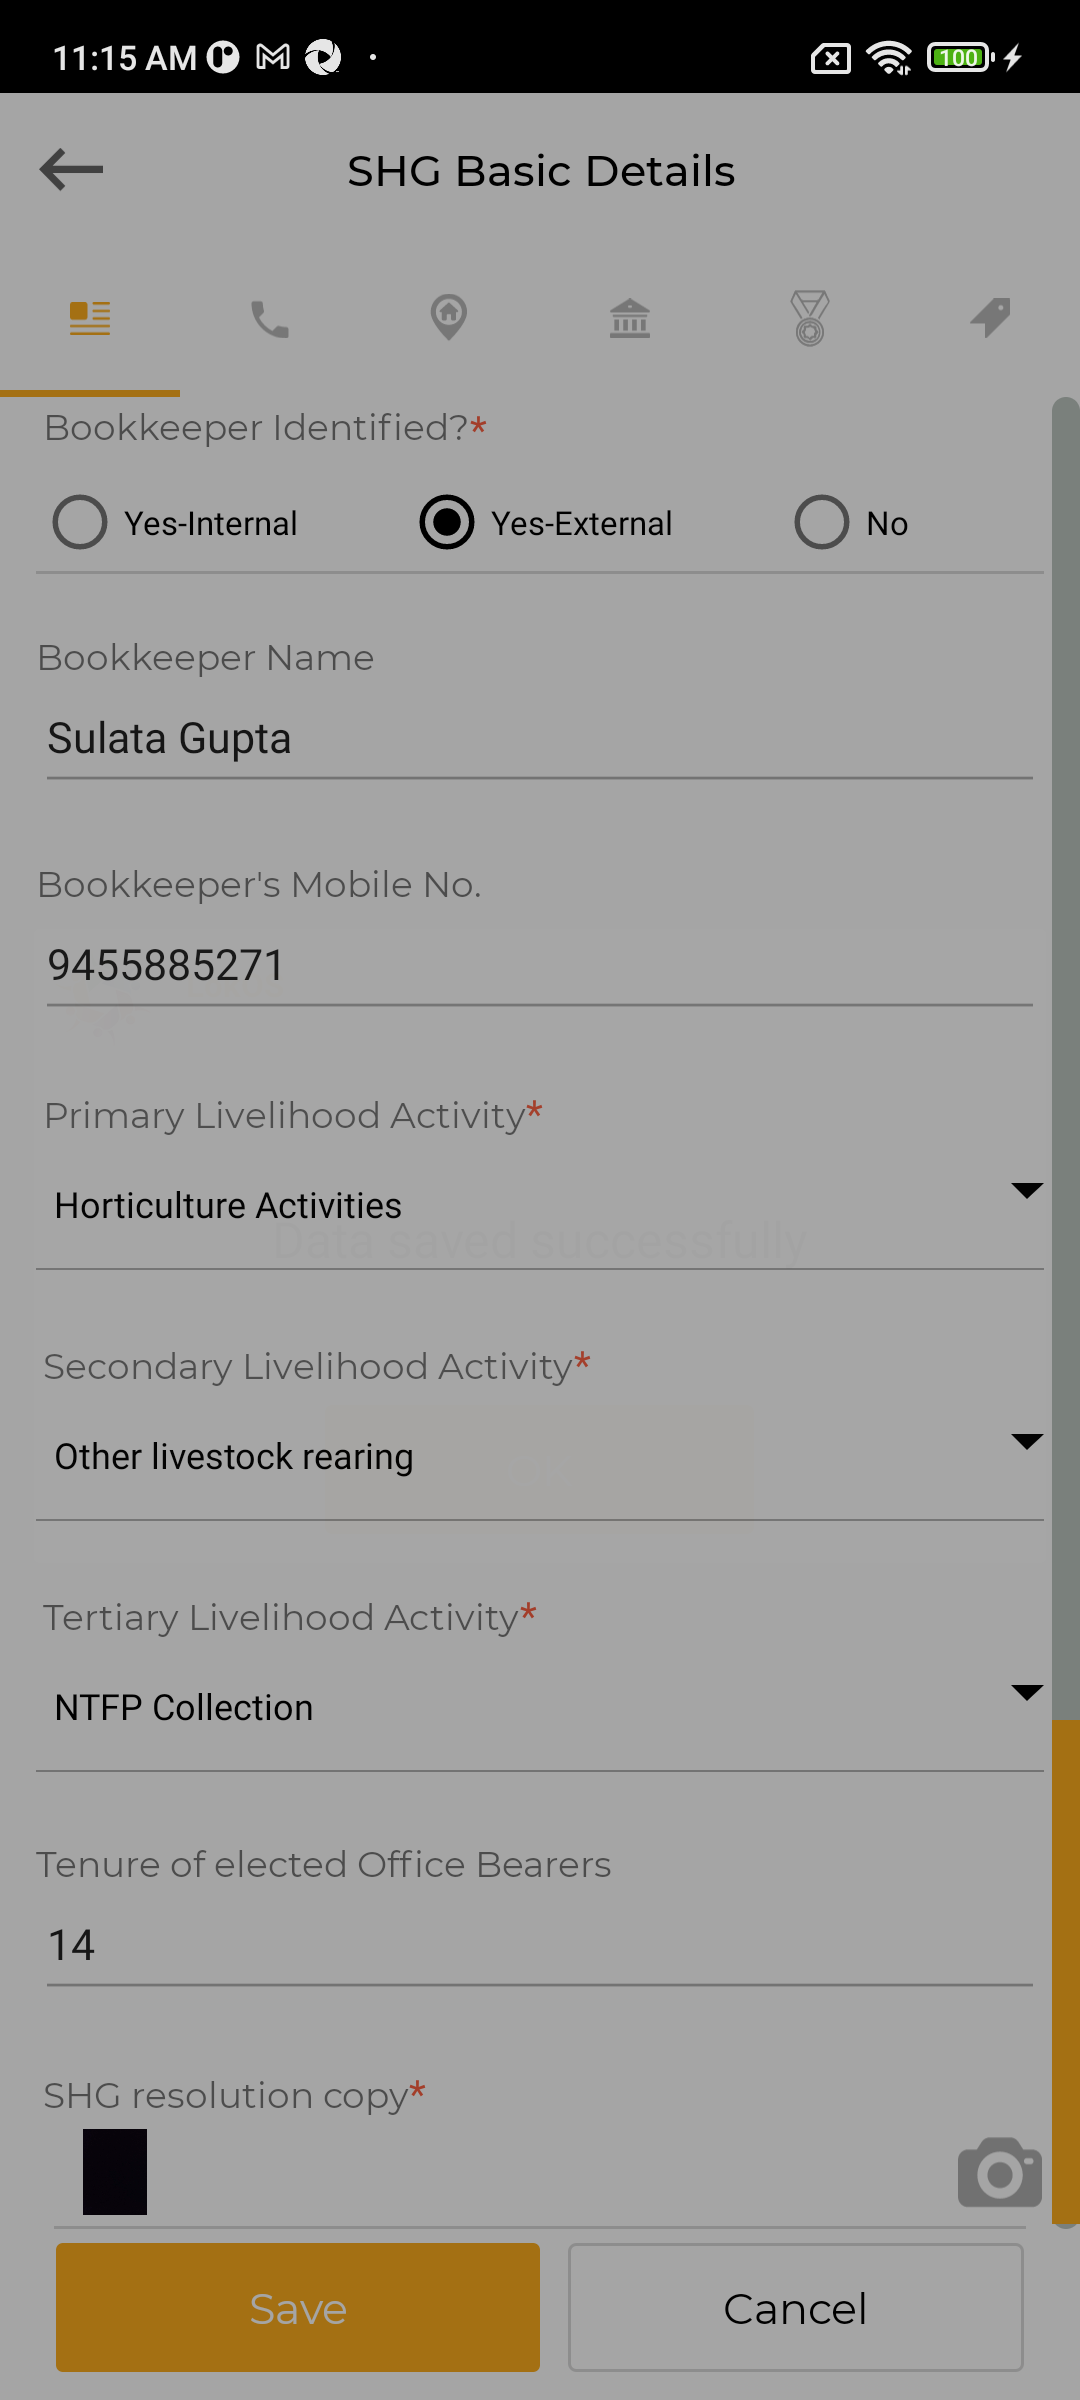 11:15 AM
100
SHG Basic Details
Bookkeeper Identified?*
Yes-Internal
Yes-External
No
Bookkeeper Name
Sulata Gupta
Bookkeeper's Mobile No.
9455885271
Primary Livelihood Activity*
Horticulture Activities
Data saved successfully
Secondary Livelihood Activity*
Other livestock rearing
Tertiary Livelihood Activity*
NTFP Collection
Tenure of elected Office Bearers
14
SHG resolution copy*
Save
Cancel